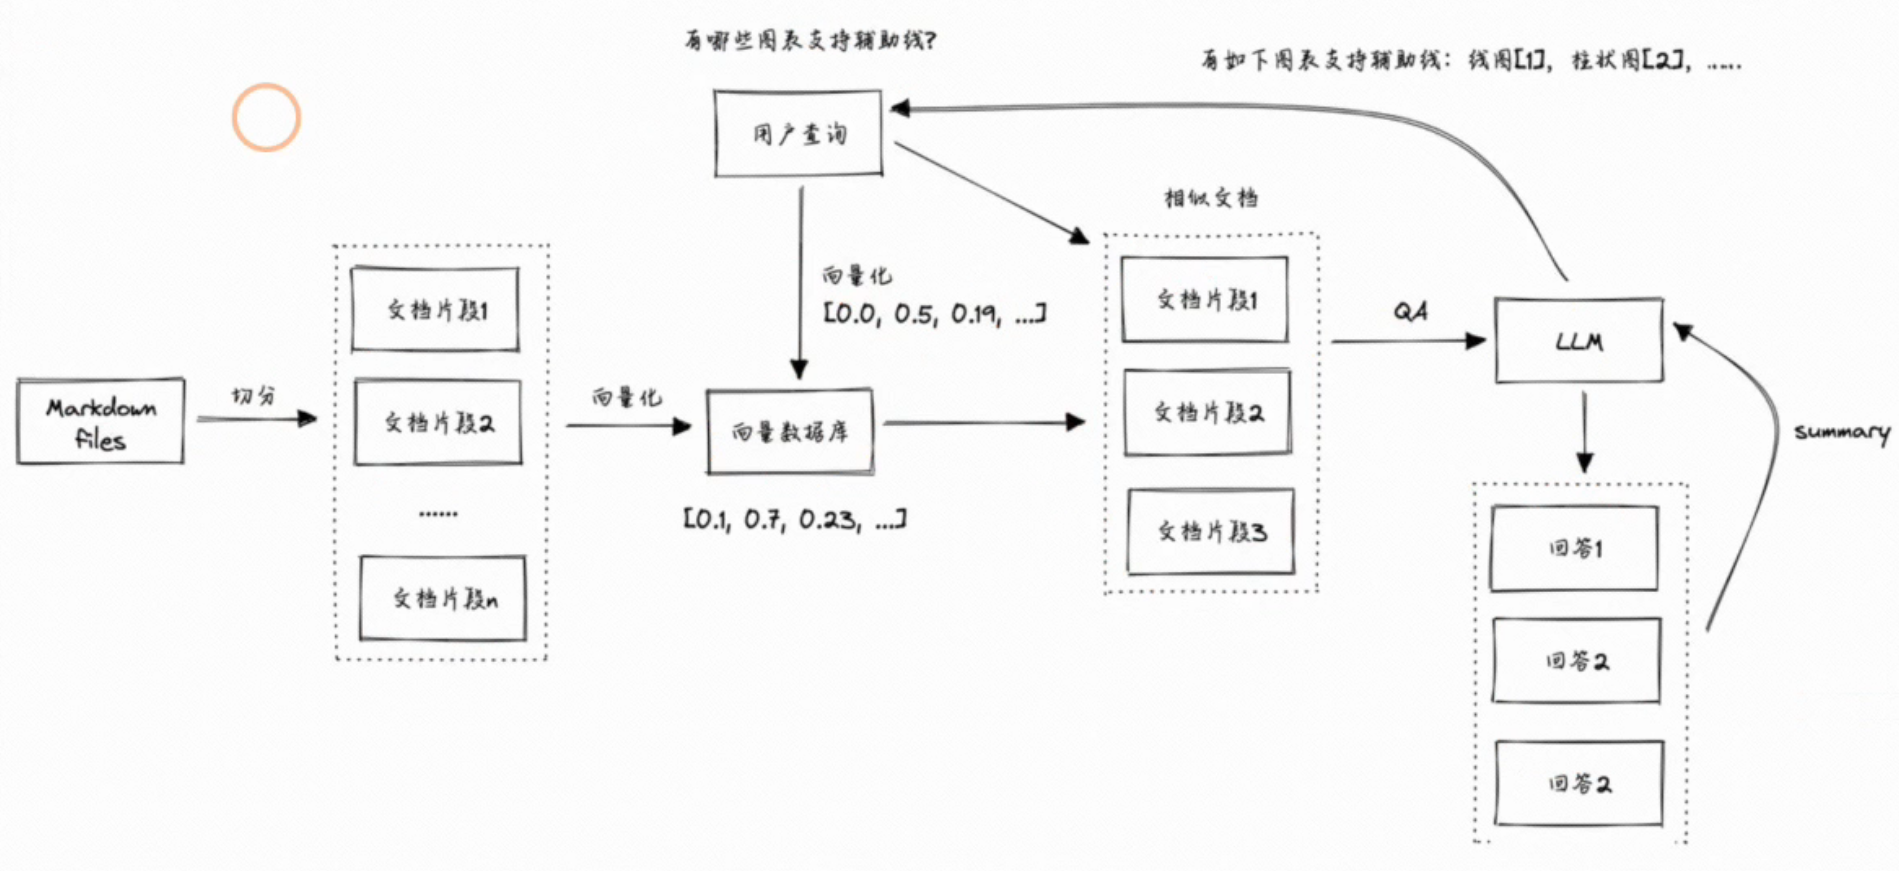 有哪些图表支持辅助线?
有如下图表支持辅助线: 线图[1], 柱状图[2], ......
用户查询
相似文档
向量化
[0.0, 0.5, 0.19, ...]
Markdown
files
切分
文档片段1
文档片段2
......
文档片段n
向量化
向量数据库
[0.1, 0.7, 0.23, ...]
文档片段1
文档片段2
文档片段3
QA
LLM
summary
回答1
回答2
回答2